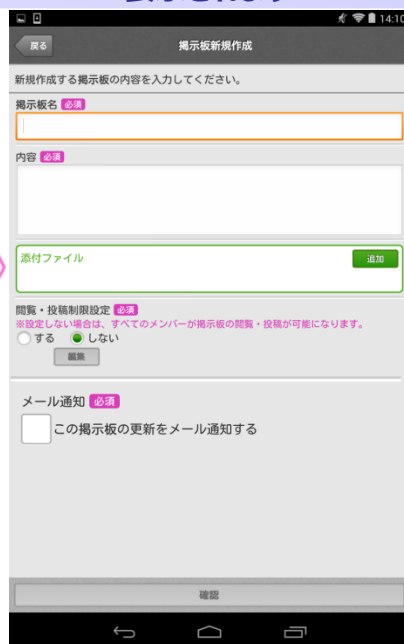 14:10
戻る
掲示板新規作成
新規作成する掲示板の内容を入力してください。
掲示板名 必須
内容 必須
添付ファイル
追加
閲覧・投稿制限設定 必須
※設定しない場合は、すべてのメンバーが掲示板の閲覧・投稿が可能になります。
する しない
編集
メール通知 必須
この掲示板の更新をメール通知する
確認